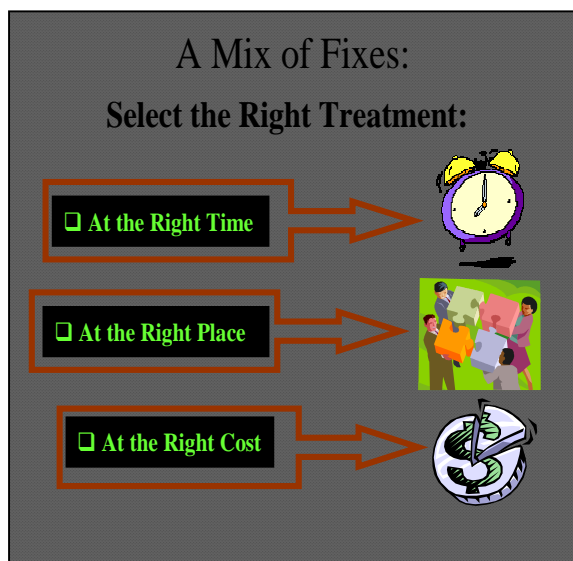 A Mix of Fixes:
Select the Right Treatment:
❑ At the Right Time
❑ At the Right Place
❑ At the Right Cost
$